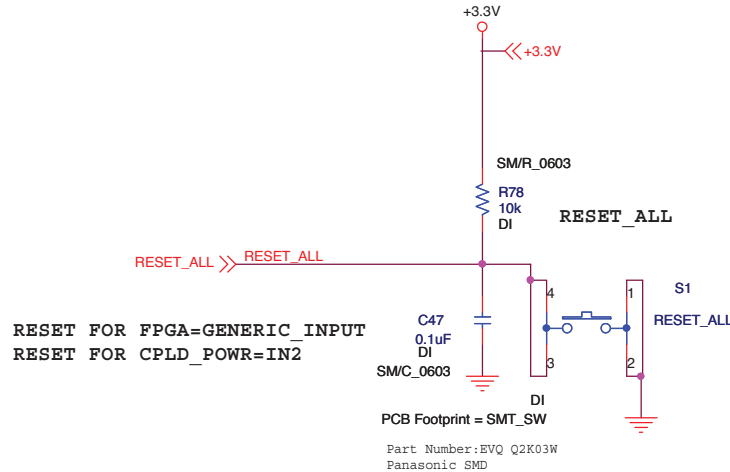 +3.3V
+3.3V
SM/R_0603
R78
10k
DI
RESET_ALL
RESET_ALL
RESET_ALL
4
1
S1
C47
0.1uF
DI
SM/C_0603
RESET_ALL
RESET FOR FPGA=GENERIC_INPUT
RESET FOR CPLD_POWR=IN2
3
2
DI
PCB Footprint = SMT_SW
Part Number:EVQ Q2K03W
Panasonic SMD